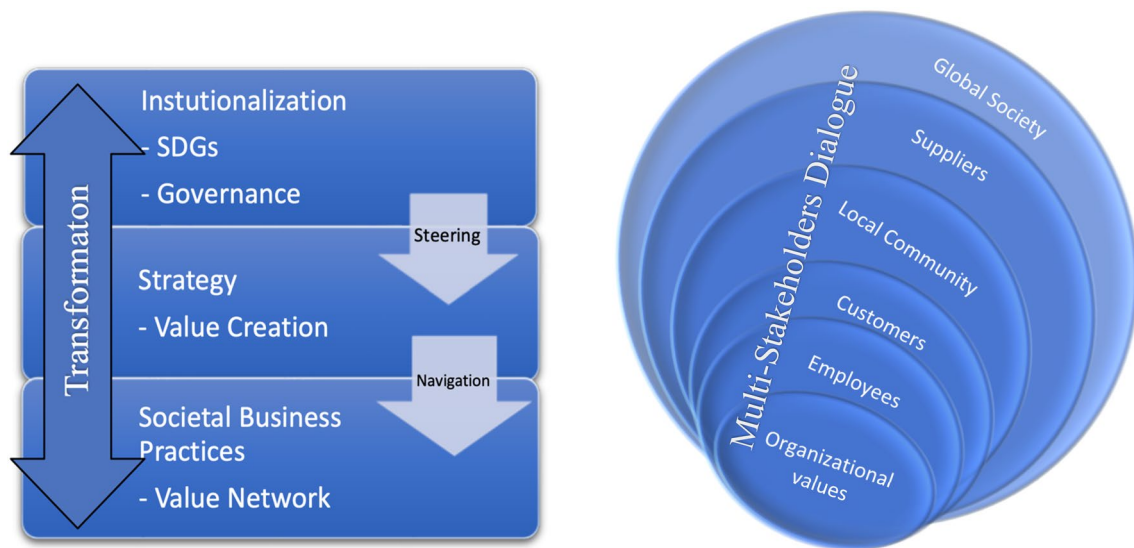 Transformaton
Instutionalization
- SDGs
- Governance
Steering
Strategy
- Value Creation
Navigation
Societal Business
Practices
- Value Network
Multi-Stakeholders Dialogue
Global Society
Suppliers
Local Community
Customers
Employees
Organizational
values